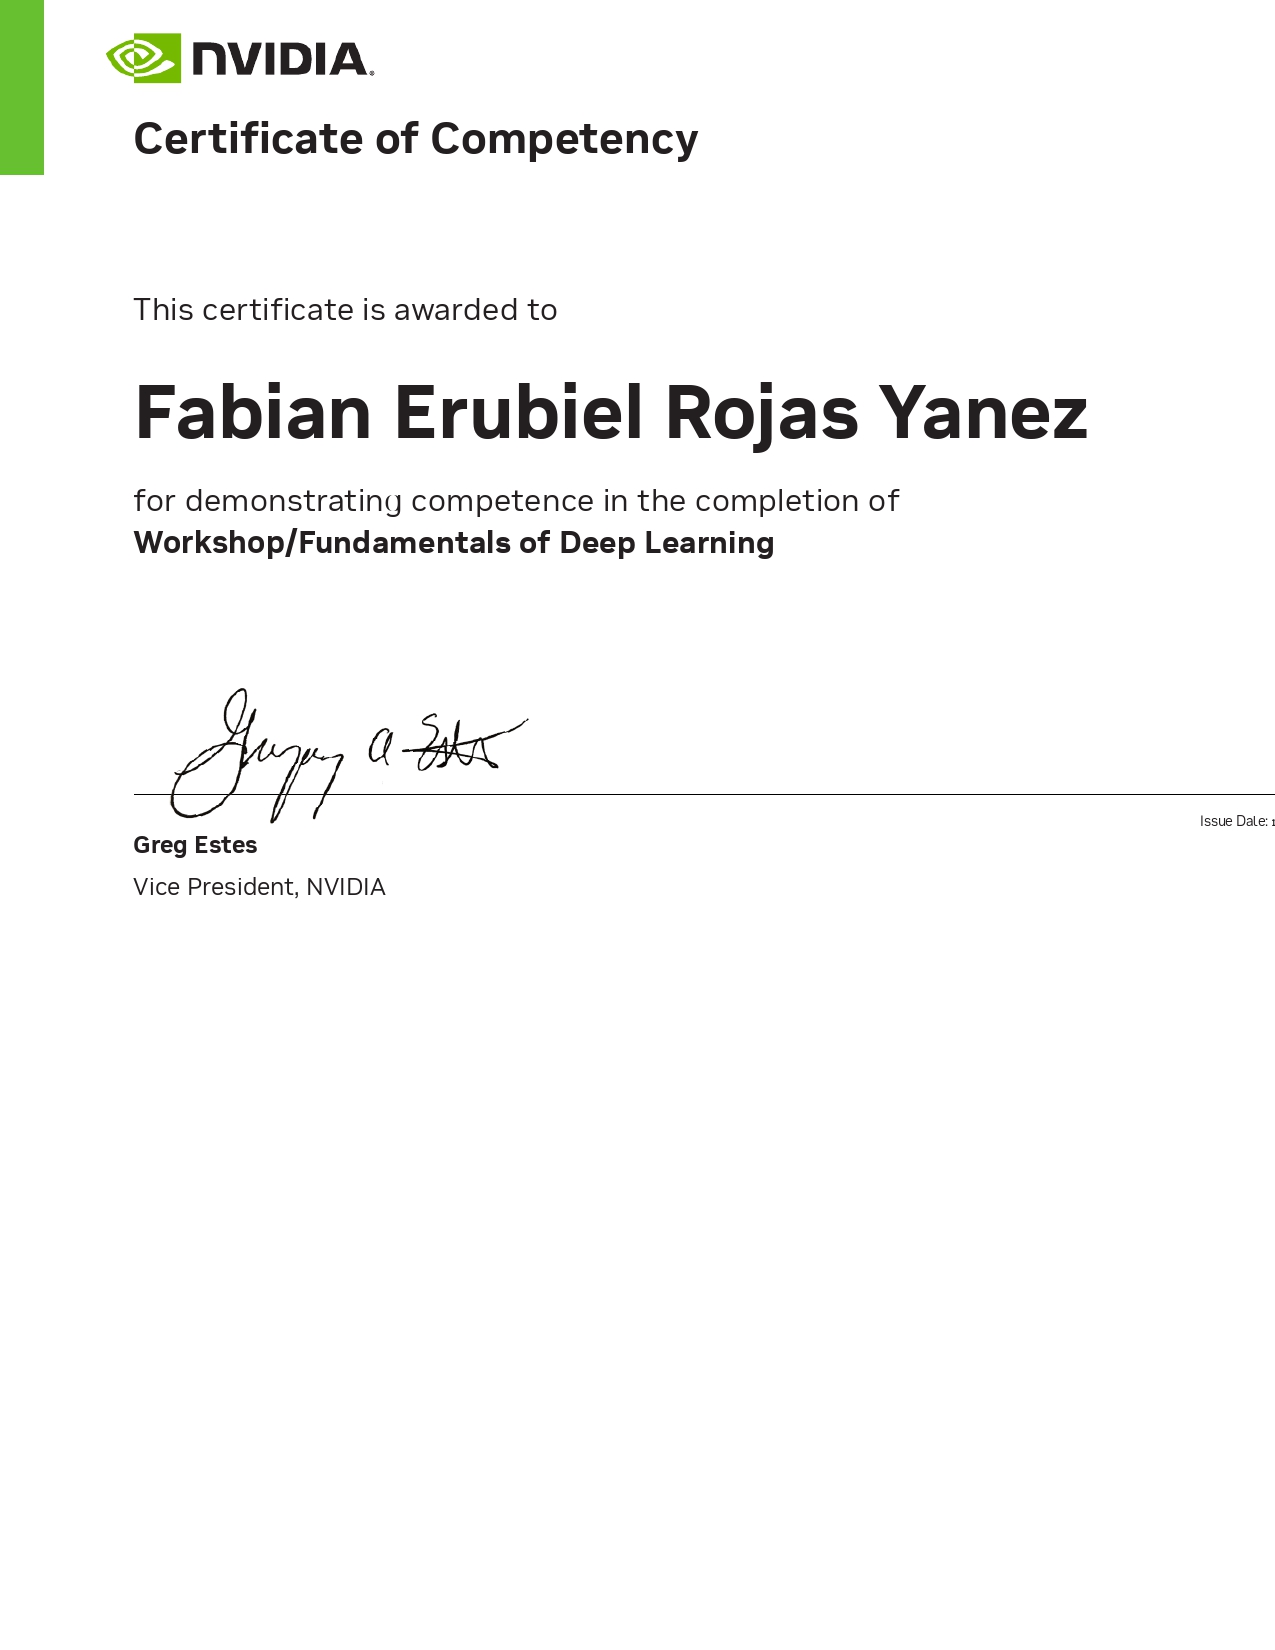 NVIDIA
Certificate of Competency
This certificate is awarded to
Fabian Erubiel Rojas Yanez
for demonstrating competence in the completion of
Workshop/Fundamentals of Deep Learning
Gregory A Estes
Issue Date:
Greg Estes
Vice President, NVIDIA